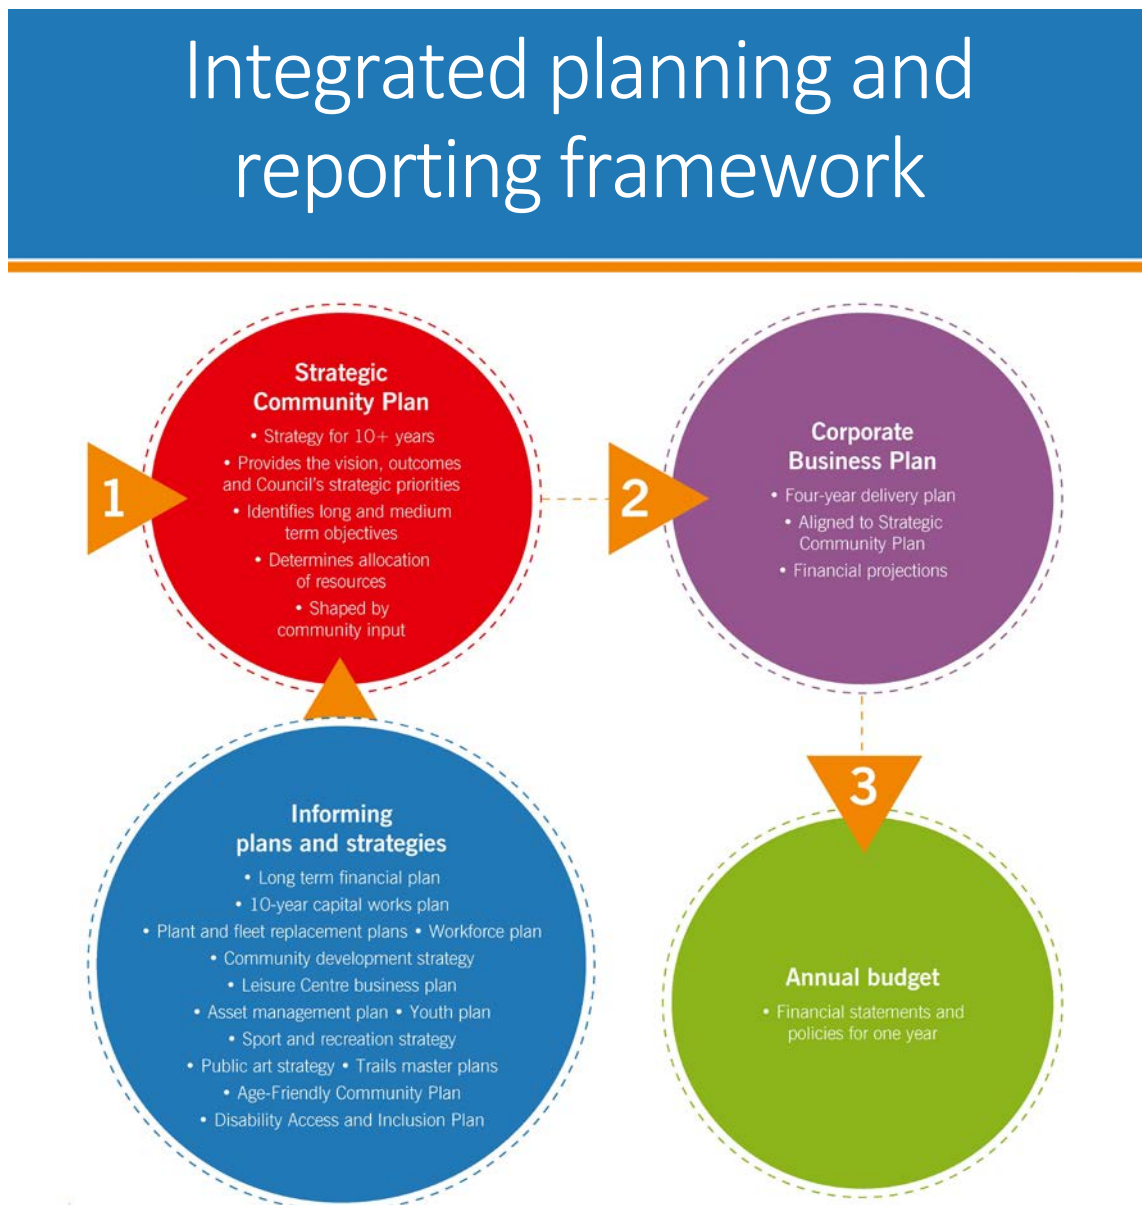 Integrated planning and
reporting framework
1
Strategic
Community Plan
• Strategy for 10+ years
• Provides the vision, outcomes
and Council's strategic priorities
• Identifies long and medium
term objectives
• Determines allocation
of resources
• Shaped by
community input
2
Corporate
Business Plan
• Four-year delivery plan
• Aligned to Strategic
Community Plan
• Financial projections
Informing
plans and strategies
• Long term financial plan
• 10-year capital works plan
• Plant and fleet replacement plans • Workforce plan
• Community development strategy
• Leisure Centre business plan
• Asset management plan • Youth plan
• Sport and recreation strategy
• Public art strategy • Trails master plans
• Age-Friendly Community Plan
• Disability Access and Inclusion Plan
3
Annual budget
• Financial statements and
policies for one year